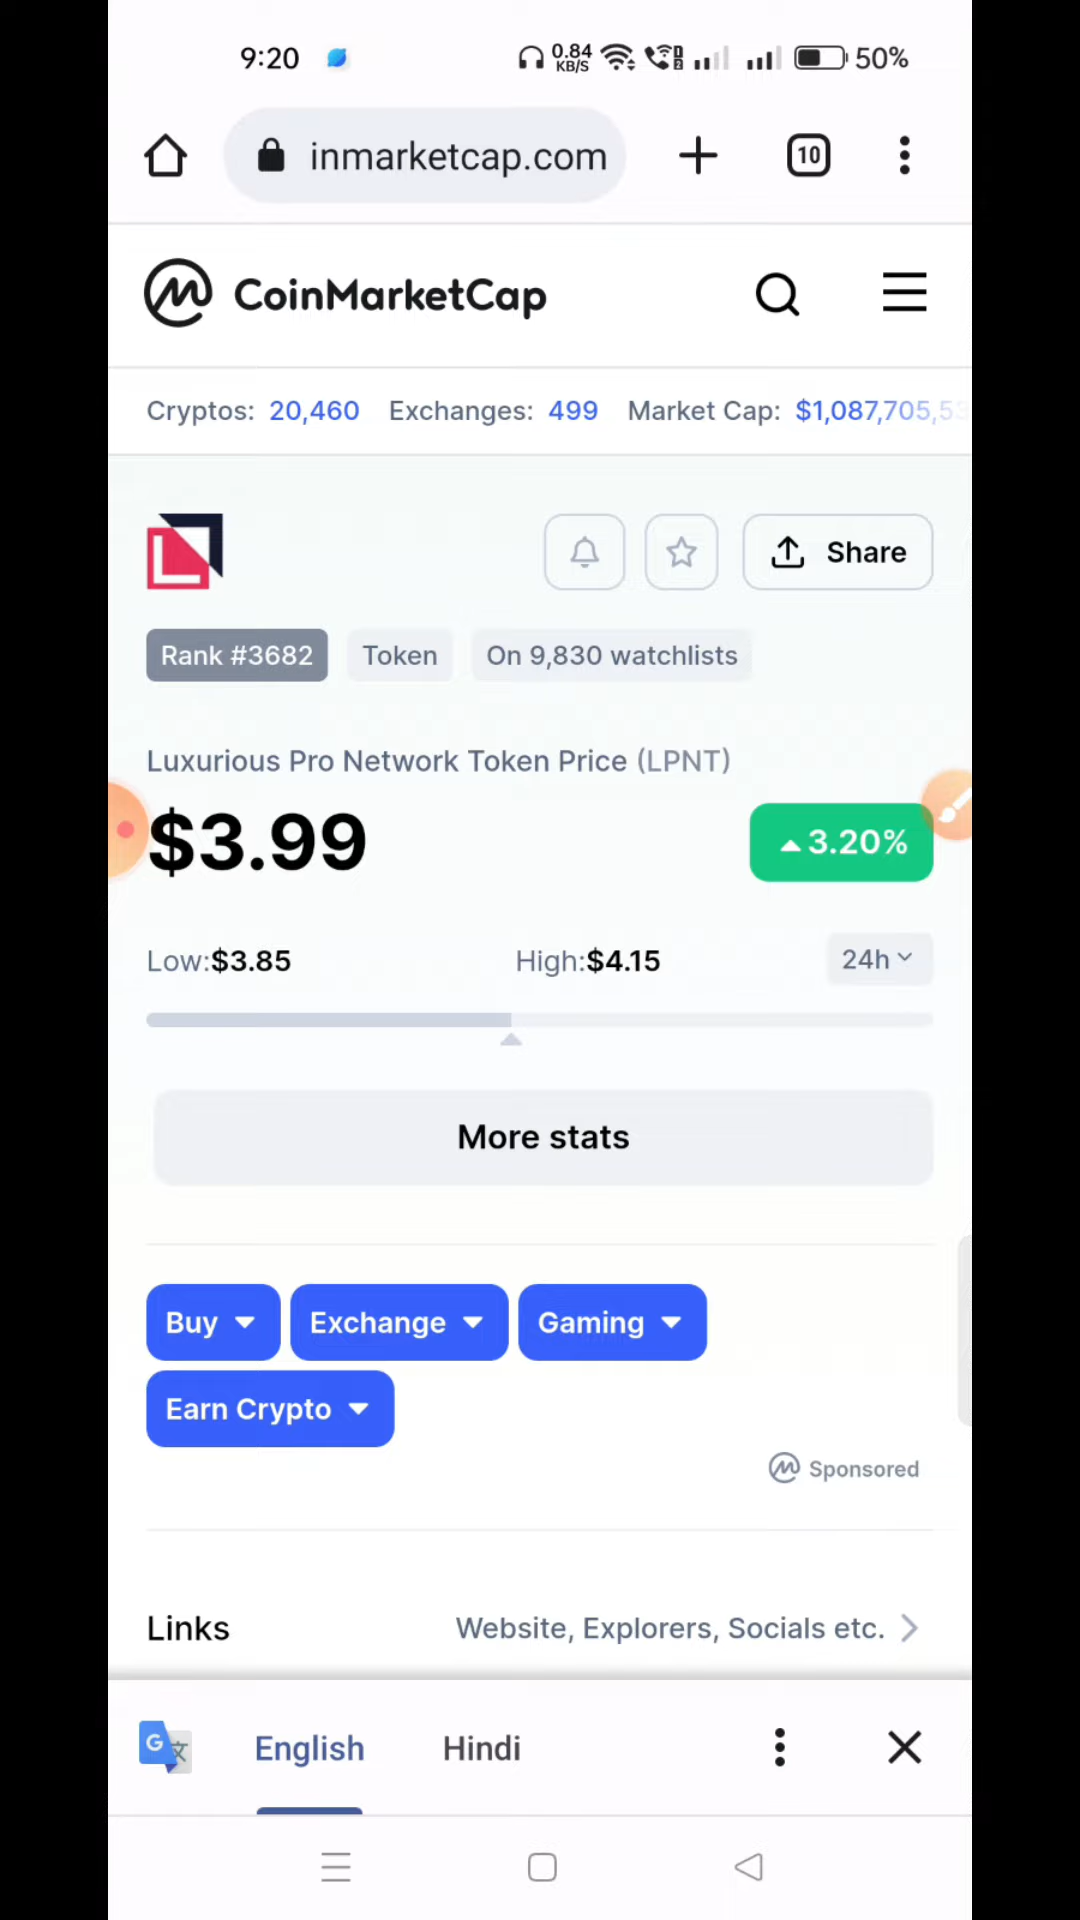 9:20 0.84 KB/S 50%
inmarketcap.com 10
CoinMarketCap
Cryptos: 20,460 Exchanges: 499 Market Cap: $1,087,705,53
Share
Rank #3682 Token On 9,830 watchlists
Luxurious Pro Network Token Price (LPNT)
$3.99 3.20%
Low:$3.85 High:$4.15 24h
More stats
Buy Exchange Gaming
Earn Crypto
Sponsored
Links Website, Explorers, Socials etc.
G 文 English Hindi